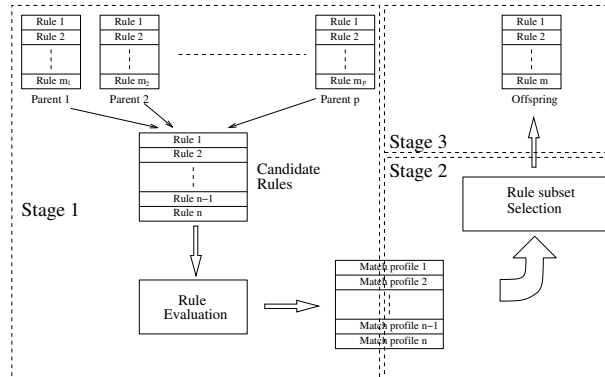 Rule 1
Rule 2
Rule m₁
Parent 1
Rule 1
Rule 2
Rule m₂
Parent 2
Rule 1
Rule 2
Rule mₚ
Parent p
Rule 1
Rule 2
Rule n−1
Rule n
Candidate
Rules
Stage 1
Rule
Evaluation
Match profile 1
Match profile 2
Match profile n−1
Match profile n
Stage 2
Rule subset
Selection
Stage 3
Rule 1
Rule 2
Rule m
Offspring